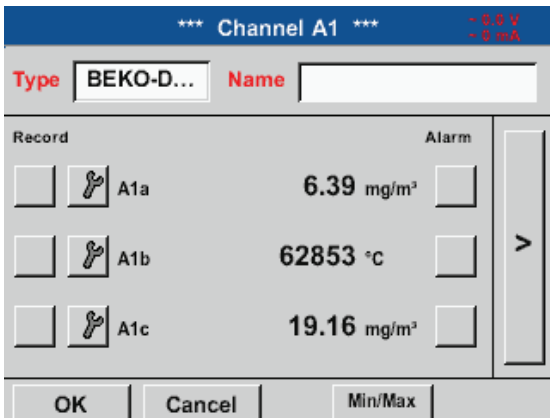 *** Channel A1 ***
- 0.0 V
- 0 mA
Type BEKO-D... Name
Record Alarm
A1a 6.39 mg/m³
A1b 62853 °C
A1c 19.16 mg/m³
>
OK Cancel Min/Max